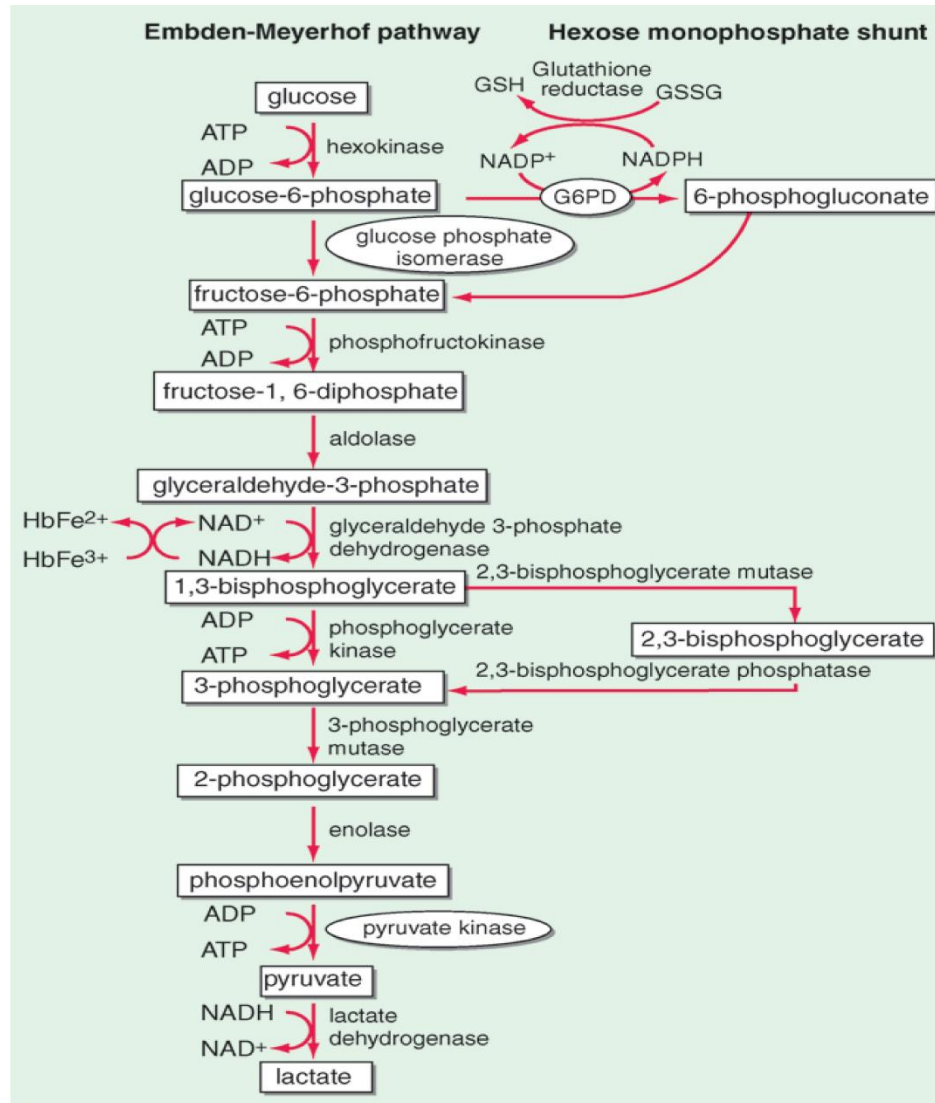 Embden-Meyerhof pathway
Hexose monophosphate shunt
glucose
GSH
Glutathione
reductase
GSSG
ATP
ADP
hexokinase
NADP+
NADPH
glucose-6-phosphate
G6PD
6-phosphogluconate
glucose phosphate
isomerase
fructose-6-phosphate
ATP
ADP
phosphofructokinase
fructose-1, 6-diphosphate
aldolase
glyceraldehyde-3-phosphate
HbFe2+
HbFe3+
NAD+
NADH
glyceraldehyde 3-phosphate
dehydrogenase
1,3-bisphosphoglycerate
2,3-bisphosphoglycerate mutase
ADP
ATP
phosphoglycerate
kinase
2,3-bisphosphoglycerate
2,3-bisphosphoglycerate phosphatase
3-phosphoglycerate
3-phosphoglycerate
mutase
2-phosphoglycerate
enolase
phosphoenolpyruvate
ADP
ATP
pyruvate kinase
pyruvate
NADH
NAD+
lactate
dehydrogenase
lactate